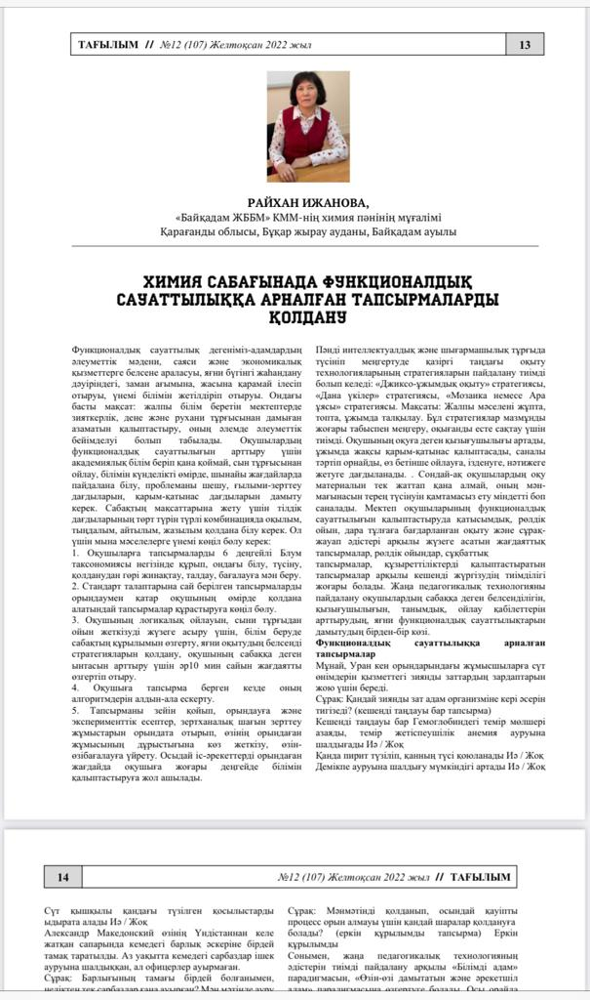 ТАҒЫЛЫМ // №12 (107) Желтоқсан 2022 жыл 13
РАЙХАН ИЖАНОВА,
«Байқадам ЖББМ» КММ-нің химия пәнінің мұғалімі
Қарағанды облысы, Бұқар жырау ауданы, Байқадам ауылы
ХИМИЯ САБАҒЫНАДА ФУНКЦИОНАЛДЫҚ
САУАТТЫЛЫҚҚА АРНАЛҒАН ТАПСЫРМАЛАРДЫ
ҚОЛДАНУ
Функционалдық сауаттылық дегеніміз-адамдардың
әлеуметтік мәдени, саяси және экономикалық
қызметтерге белсене араласуы, яғни бүгінгі жаһандану
дәуіріндегі, заман ағымына, жасына қарамай ілесіп
отыруы, үнемі білімін жетілдіріп отыруы. Ондағы
басты мақсат: жалпы білім беретін мектептерде
зияткерлік, дене және рухани тұрғысынан дамыған
азаматын қалыптастыру, оның әлемде әлеуметтік
бейімделуі болып табылады. Оқушылардың
функционалдық сауаттылығын арттыру үшін
академиялық білім беріп қана қоймай, сын тұрғысынан
ойлау, білімін күнделікті өмірде, шынайы жағдайларда
пайдалана білу, проблеманы шешу, ғылыми-зерттеу
дағдыларын, қарым-қатынас дағдыларын дамыту
керек. Сабақтың мақсаттарына жету үшін тілдік
дағдыларының төрт түрін түрлі комбинацияда оқылым,
тыңдалым, айтылым, жазылым қолдана білу керек. Ол
үшін мына мәселелерге үнемі көңіл бөлу керек:
1. Оқушыларға тапсырмаларды 6 деңгейлі Блум
таксономиясы негізінде құрып, ондағы білу, түсіну,
қолданудан гөрі жинақтау, талдау, бағалауға мән беру.
2. Стандарт талаптарына сай берілген тапсырмаларды
орындаумен қатар оқушының өмірде қолдана
алатындай тапсырмалар құрастыруға көңіл бөлу.
3. Оқушының логикалық ойлауын, сыни тұрғыдан
ойын жеткізуді жүзеге асыру үшін, білім беруде
сабақтың құрылымын өзгерту, яғни оқытудың белсенді
стратегияларын қолдану, оқушының сабаққа деген
ынтасын арттыру үшін әр10 мин сайын жағдаятты
өзгертіп отыру.
4. Оқушыға тапсырма берген кезде оның
алгоритмдерін алдын-ала ескерту.
5. Тапсырманы зейін қойып, орындауға және
эксперименттік есептер, зертханалық шағын зерттеу
жұмыстарын орындата отырып, өзінің орындаған
жұмысының дұрыстығына көз жеткізу, өзін-
өзібағалауға үйрету. Осындай іс-әрекеттерді орындаған
жағдайда оқушыға жоғары деңгейде білімін
қалыптастыруға жол ашылады.
Пәнді интеллектуалдық және шығармашылық тұрғыда
түсініп меңгертуде қазіргі таңдағы оқыту
технологияларының стратегияларын пайдалану тиімді
болып келеді: «Джиксо-ұжымдық оқыту» стратегиясы,
«Дана үкілер» стратегиясы, «Мозаика немесе Ара
ұясы» стратегиясы. Мақсаты: Жалпы мәселені жұпта,
топта, ұжымда талқылау. Бұл стратегиялар мазмұнды
жоғары табыспен меңгеру, оқығанды есте сақтау үшін
тиімді. Оқушының оқуға деген қызығушылығы артады,
ұжымда жақсы қарым-қатынас қалыптасады, саналы
тәртіп орнайды, өз бетінше ойлауға, ізденуге, нәтижеге
жетуге дағдыланады. . Сондай-ақ оқушылардың оқу
материалын тек жаттап қана алмай, оның мән-
мағынасын терең түсінуін қамтамасыз ету міндетті боп
саналады. Мектеп оқушыларының функционалдық
сауаттылығын қалыптастыруда қатысымдық, рөлдік
ойын, дара тұлғаға бағдарланған оқыту және сұрақ-
жауап әдістері арқылы жүзеге асатын жағдаяттық
тапсырмалар, рөлдік ойындар, сұқбаттық
тапсырмалар, құзыреттіліктерді қалыптастыратын
тапсырмалар арқылы кешенді жүргізудің тиімділігі
жоғары болады. Жаңа педагогикалық технологияны
пайдалану оқушылардың сабаққа деген белсенділігін,
қызығушылығын, танымдық, ойлау қабілеттерін
арттырудың, яғни функционалдық сауаттылықтарын
дамытудың бірден-бір көзі.
Функционалдық сауаттылыққа арналған
тапсырмалар
Мұнай, Уран кен орындарындағы жұмысшыларға сүт
өнімдерін қызметтегі зиянды заттардың зардаптарын
жою үшін береді.
Сұрақ: Қандай зиянды зат адам организміне кері әсерін
тигізеді? (кешенді таңдауы бар тапсырма)
Кешенді таңдауы бар Гемоглобиндегі темір мөлшері
азаяды, темір жетіспеушілік анемия ауруына
шалдығады Иә / Жоқ
Қанда пирит түзіліп, қанның түсі қоюланады Иә / Жоқ
Демікпе ауруына шалдығу мүмкіндігі артады Иә / Жоқ
14 №12 (107) Желтоқсан 2022 жыл // ТАҒЫЛЫМ
Сүт қышқылы қандағы түзілген қосылыстарды
ыдырата алады Иә / Жоқ
Александр Македонский өзінің Үндістаннан келе
жатқан сапарында кемедегі барлық әскеріне бірдей
тамақ таратылды. Аз уақытта кемедегі сарбаздар ішек
ауруына шалдыққан, ал офицерлер ауырмаған.
Сұрақ: Барлығының тамағы бірдей болғанымен,
неліктен тек сарбаздар ғана ауырған? Мән мәтінде ауру
Сұрақ: Мәнмәтінді қолданып, осындай қауіпты
процесс орын алмауы үшін қандай шаралар қолдануға
болады? (еркін құрылымды тапсырма) Еркін
құрылымды
Сонымен, жаңа педагогикалық технологияның
әдістерін тиімді пайдалану арқылы «Білімді адам»
парадигмасын, «Өзін-өзі дамытатын және әрекетшіл
адам» парадигмасына өзгертуге болады. Осы орайда